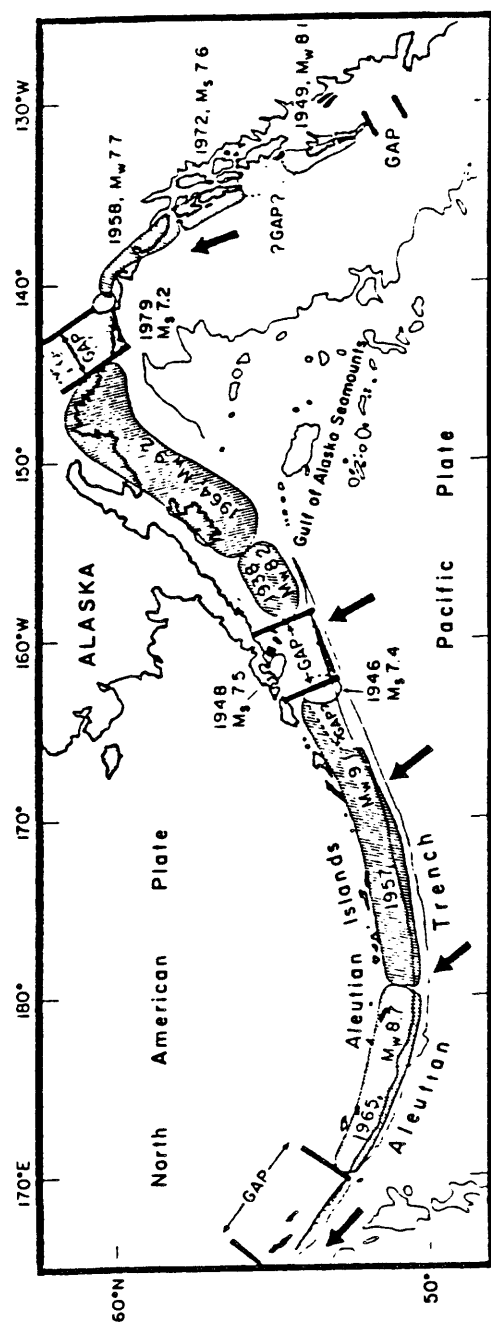 170°E
180°
170°
160°W
150°W
140°W
130°W
60°N
50°
North American Plate
ALASKA
Pacific Plate
Aleutian Islands
Aleutian Trench
Gulf of Alaska Seamounts
GAP
1965, Mw 8.7
1957, Mw 9
?GAP?
1946
Ms 7.4
1948
Ms 7.5
GAP
1938
Mw 8.2
1964 Mw 9.2
GAP
1979
Ms 7.2
1958, Mw 7.7
1972, Ms 7.6
1949, Mw 8.1
?GAP?
GAP